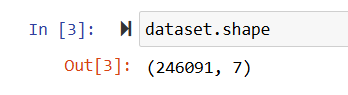 In [3]: dataset.shape
Out[3]: (246091, 7)